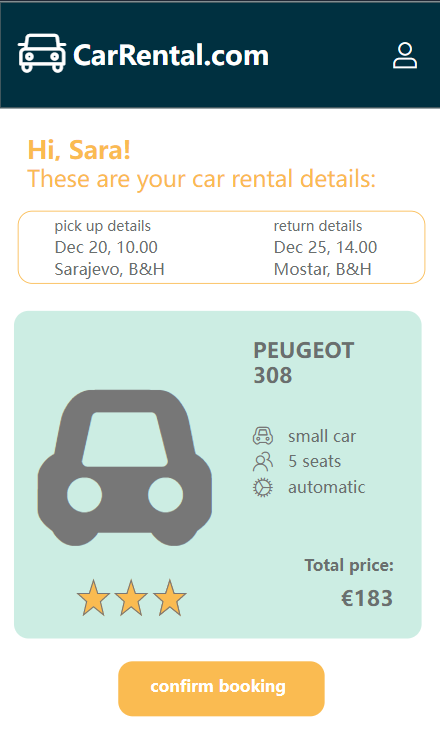 CarRental.com
Hi, Sara!
These are your car rental details:
pick up details
Dec 20, 10.00
Sarajevo, B&H
return details
Dec 25, 14.00
Mostar, B&H
PEUGEOT
308
small car
5 seats
automatic
Total price:
€183
confirm booking